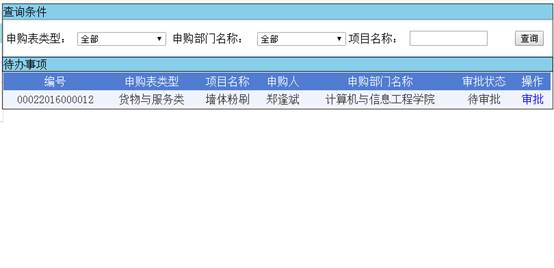 查询条件
申购表类型： 全部 申购部门名称： 全部 项目名称： 查询
待办事项
编号 申购表类型 项目名称 申购人 申购部门名称 审批状态 操作
00022016000012 货物与服务类 墙体粉刷 郑逢斌 计算机与信息工程学院 待审批 审批